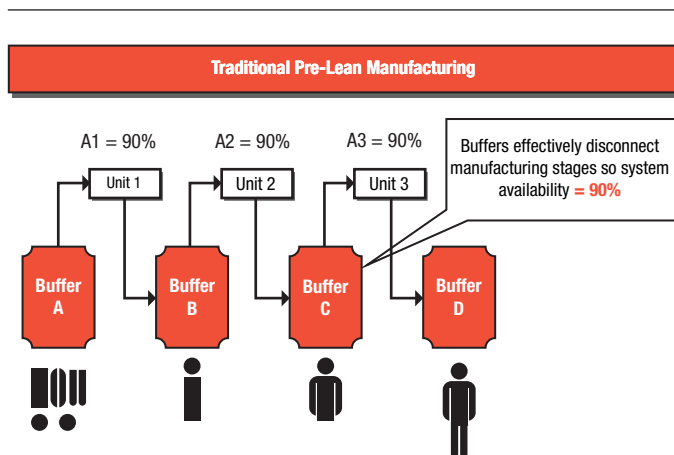 Traditional Pre-Lean Manufacturing
A1 = 90%
A2 = 90%
A3 = 90%
Buffers effectively disconnect
manufacturing stages so system
availability = 90%
Unit 1
Unit 2
Unit 3
Buffer
A
Buffer
B
Buffer
C
Buffer
D